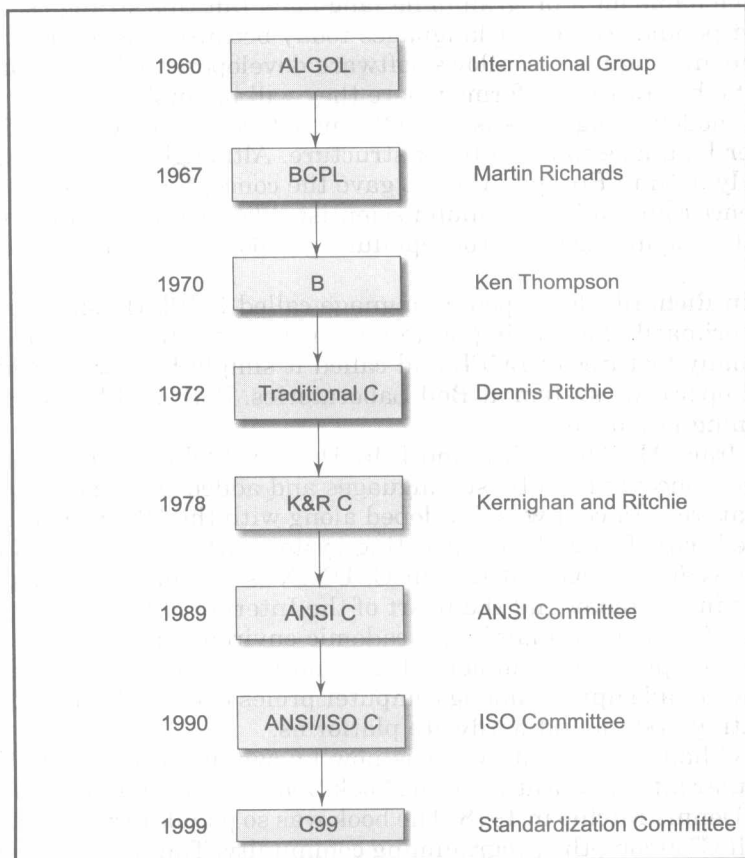 1960 ALGOL International Group
1967 BCPL Martin Richards
1970 B Ken Thompson
1972 Traditional C Dennis Ritchie
1978 K&R C Kernighan and Ritchie
1989 ANSI C ANSI Committee
1990 ANSI/ISO C ISO Committee
1999 C99 Standardization Committee